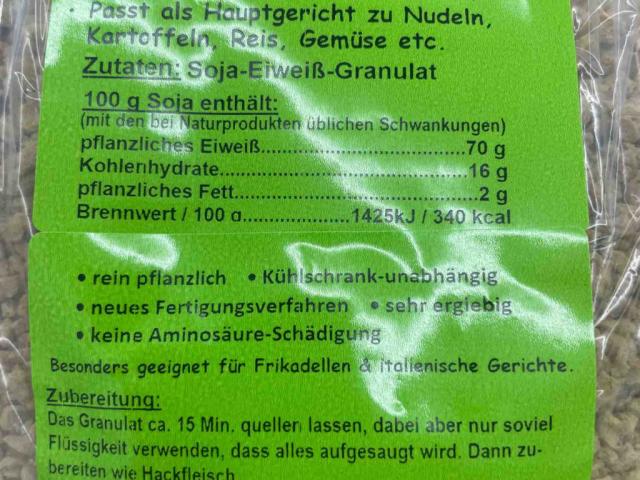 · Passt als Hauptgericht zu Nudeln,
Kartoffeln, Reis, Gemüse etc.
Zutaten: Soja-Eiweiß-Granulat
100 g Soja enthält:
(mit den bei Naturprodukten üblichen Schwankungen)
pflanzliches Eiweiß..............................70 g
Kohlenhydrate.....................................16 g
pflanzliches Fett....................................2 g
Brennwert / 100 g................1425kJ / 340 kcal
• rein pflanzlich • Kühlschrank-unabhängig
• neues Fertigungsverfahren • sehr ergiebig
• keine Aminosäure-Schädigung
Besonders geeignet für Frikadellen & italienische Gerichte.
Zubereitung:
Das Granulat ca. 15 Min. quellen lassen, dabei aber nur soviel
Flüssigkeit verwenden, dass alles aufgesaugt wird. Dann zu-
bereiten wie Hackfleisch